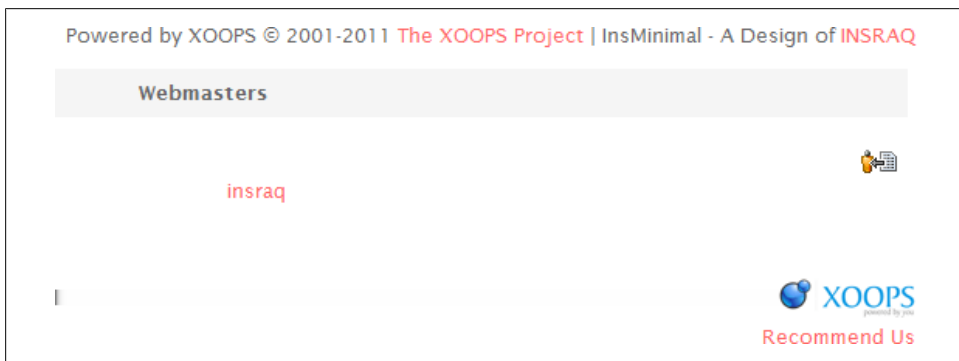 Powered by XOOPS © 2001-2011 The XOOPS Project | InsMinimal - A Design of INSRAQ
Webmasters
insraq
XOOPS
powered by you
Recommend Us